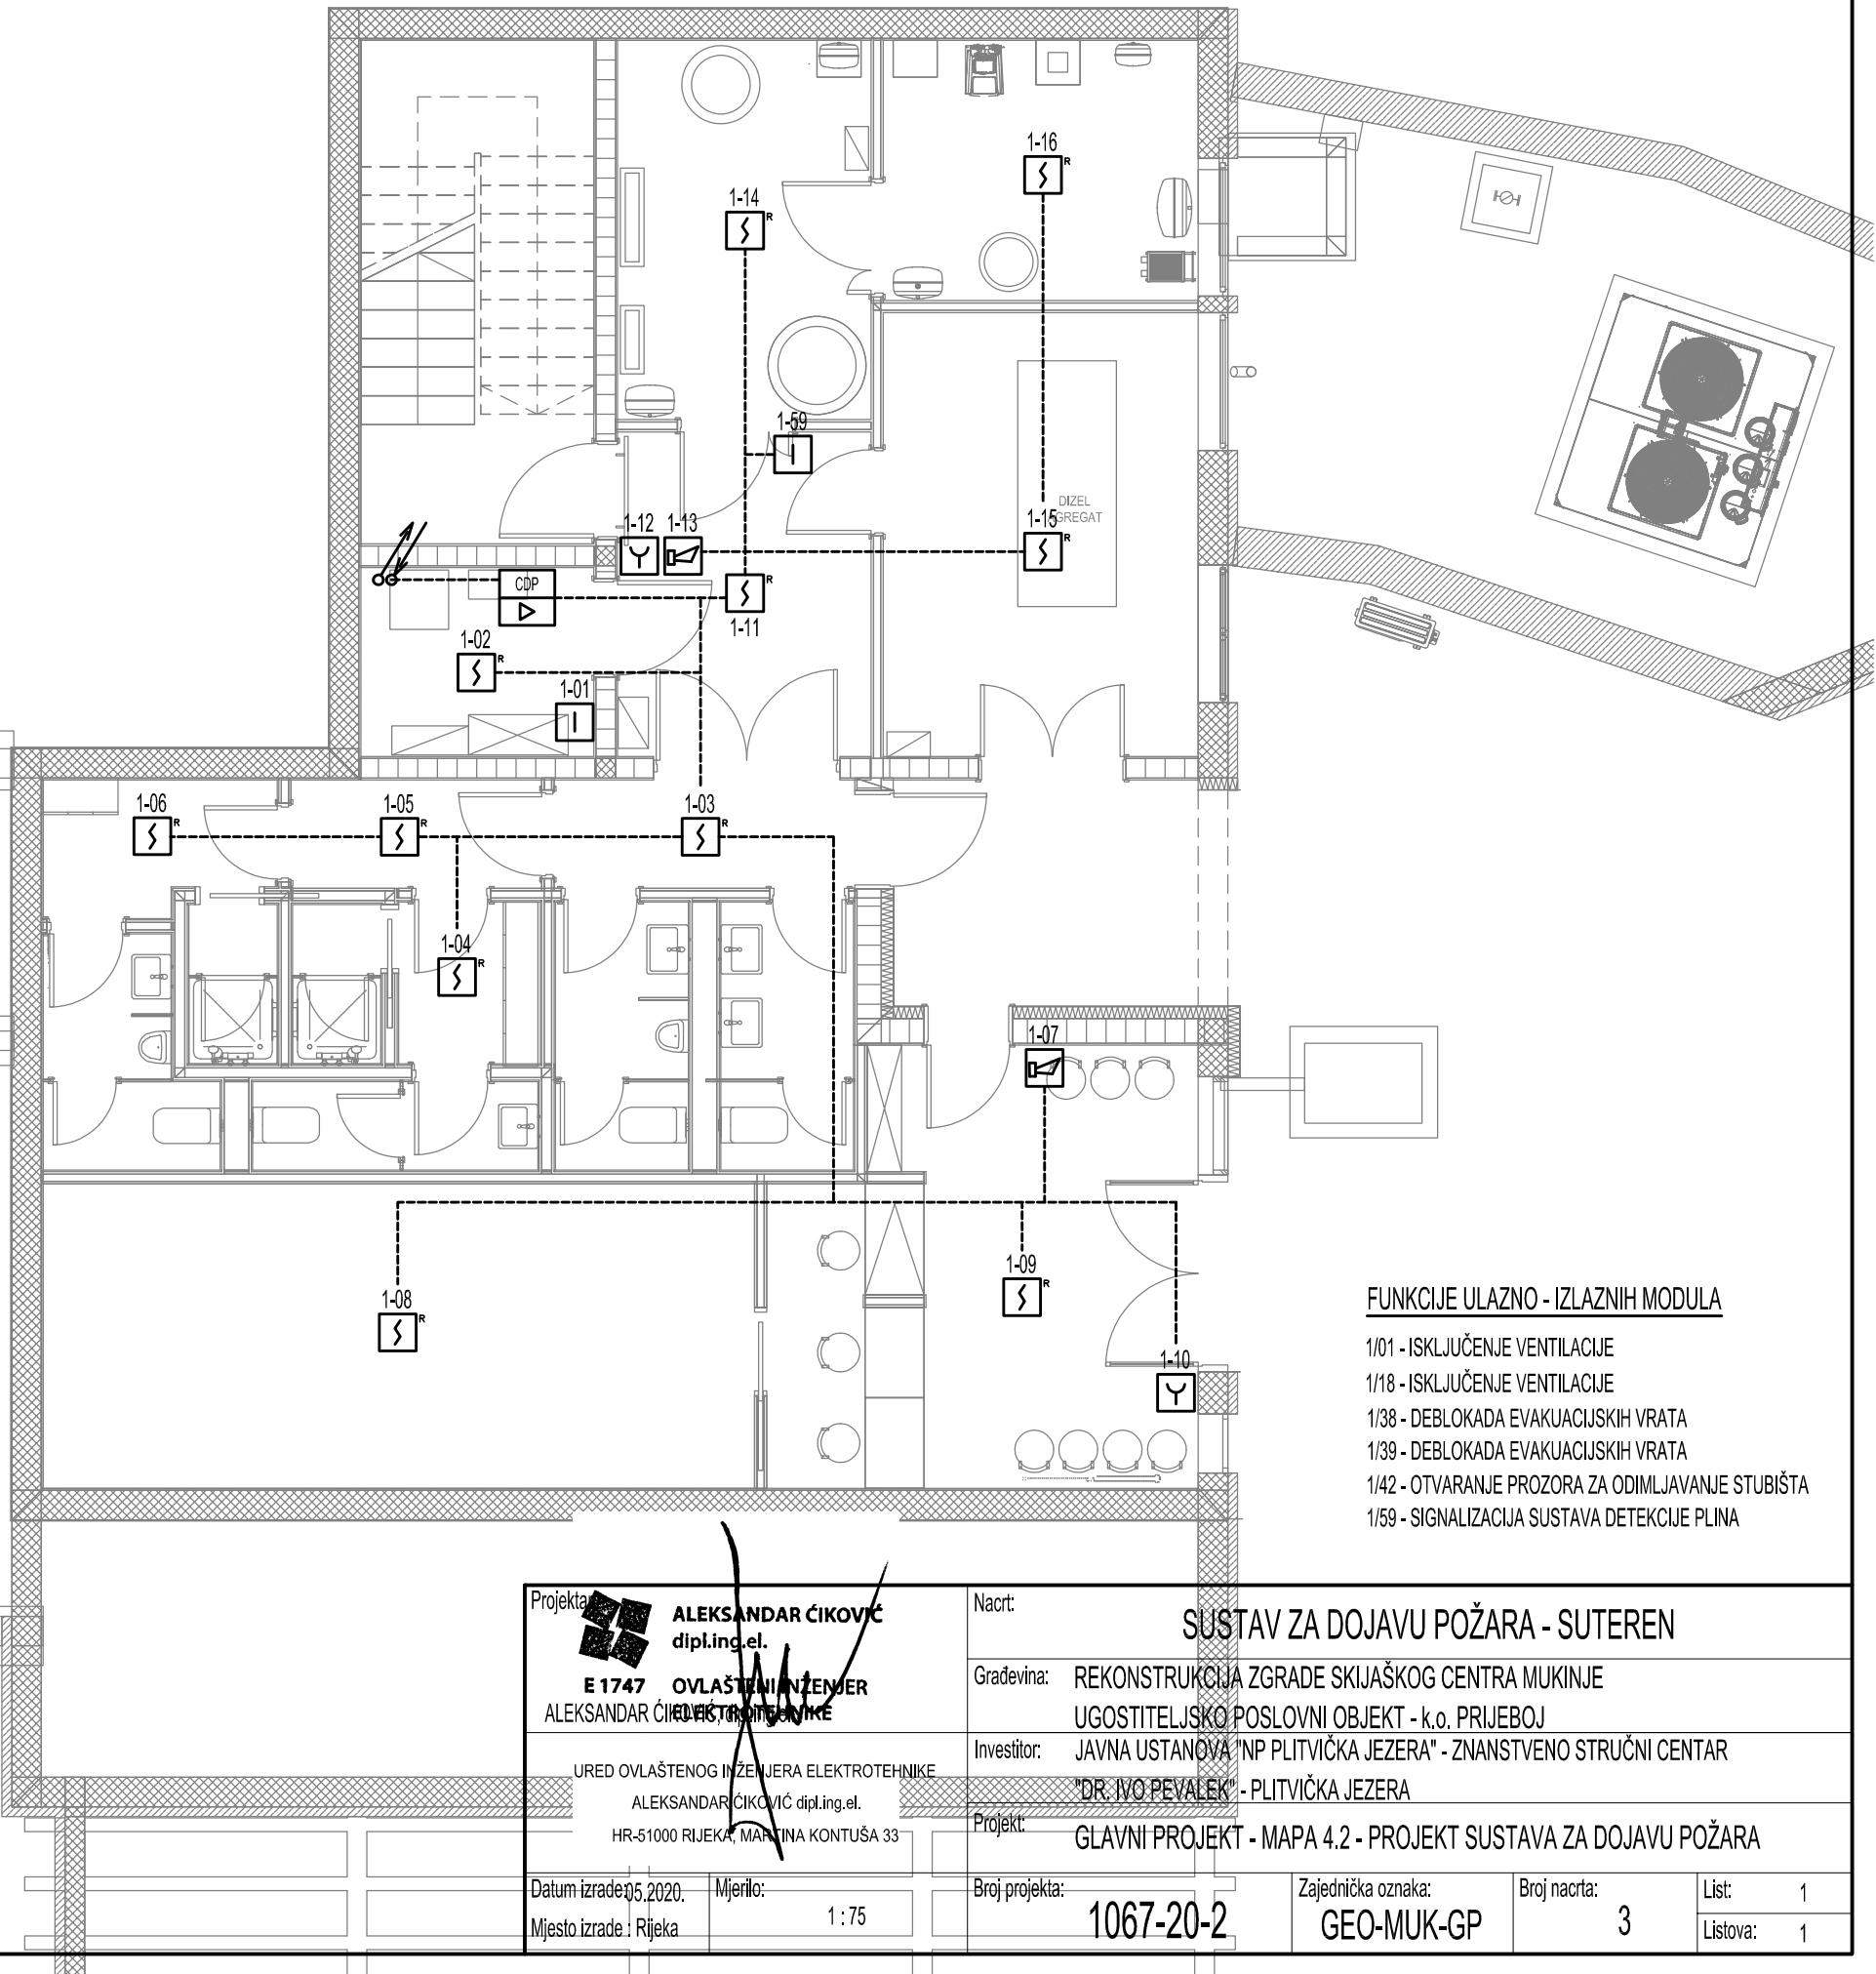 1-16
R
1-14
R
1-59
DIZEL
GREGAT
1-12
1-13
1-15
R
CDP
R
1-11
1-02
R
1-01
1-06
R
1-05
R
1-03
R
1-04
R
1-07
1-09
R
1-08
R
1-10
FUNKCIJE ULAZNO - IZLAZNIH MODULA
1/01 - ISKLJUČENJE VENTILACIJE
1/18 - ISKLJUČENJE VENTILACIJE
1/38 - DEBLOKADA EVAKUACIJSKIH VRATA
1/39 - DEBLOKADA EVAKUACIJSKIH VRATA
1/42 - OTVARANJE PROZORA ZA ODIMLJAVANJE STUBIŠTA
1/59 - SIGNALIZACIJA SUSTAVA DETEKCIJE PLINA
ALEKSANDAR ĆIKOVIĆ
dipl.ing.el.
E 1747 OVLAŠTENI INŽENJER
ELEKTROTEHNIKE
ALEKSANDAR ĆIKOVIĆ,
URED OVLAŠTENOG INŽENJERA ELEKTROTEHNIKE
ALEKSANDAR ĆIKOVIĆ dipl.ing.el.
HR-51000 RIJEKA, MARTINA KONTUŠA 33
Datum izrade: 05.2020.
Mjesto izrade : Rijeka
Mjerilo:
1 : 75
Nacrt:
SUSTAV ZA DOJAVU POŽARA - SUTEREN
Građevina: REKONSTRUKCIJA ZGRADE SKIJAŠKOG CENTRA MUKINJE
UGOSTITELJSKO POSLOVNI OBJEKT - k.o. PRIJEBOJ
Investitor: JAVNA USTANOVA "NP PLITVIČKA JEZERA" - ZNANSTVENO STRUČNI CENTAR
"DR. IVO PEVALEK" - PLITVIČKA JEZERA
Projekt:
GLAVNI PROJEKT - MAPA 4.2 - PROJEKT SUSTAVA ZA DOJAVU POŽARA
Broj projekta:
1067-20-2
Zajednička oznaka:
GEO-MUK-GP
Broj nacrta:
3
List: 1
Listova: 1